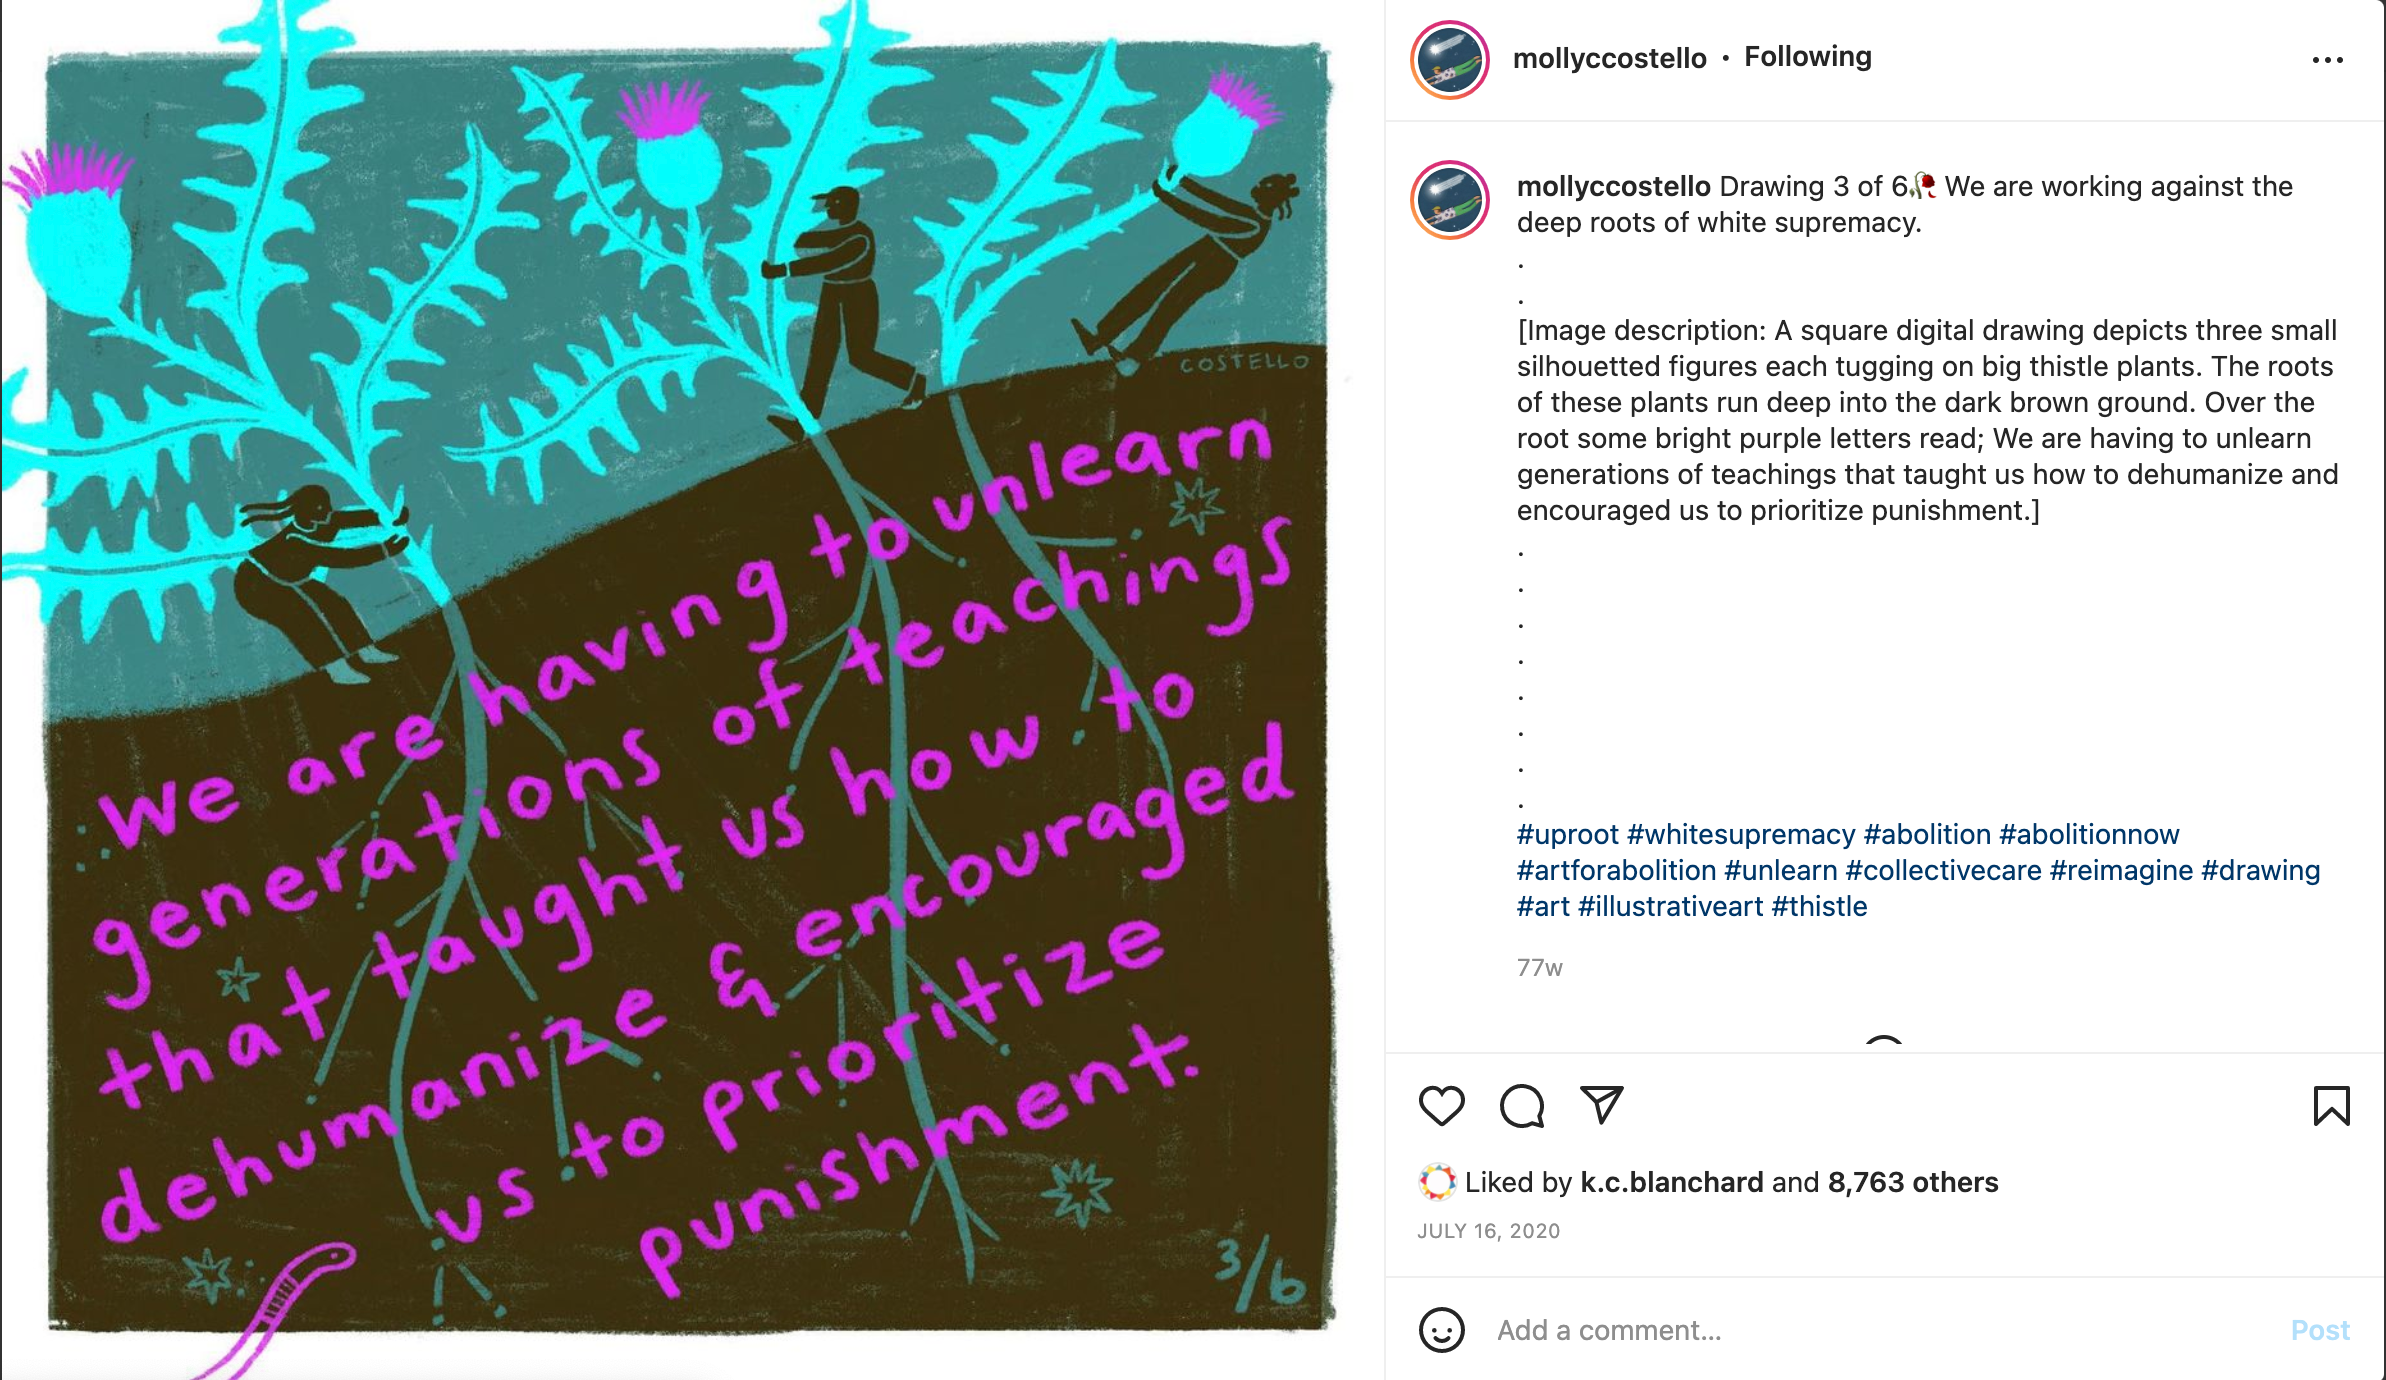 COSTELLO
We are having to unlearn
generations of teachings
that taught us how to
dehumanize & encouraged
us to prioritize
punishment.
3/6
mollyccostello • Following
mollyccostello Drawing 3 of 6🥀 We are working against the
deep roots of white supremacy.
.
.
[Image description: A square digital drawing depicts three small
silhouetted figures each tugging on big thistle plants. The roots
of these plants run deep into the dark brown ground. Over the
root some bright purple letters read; We are having to unlearn
generations of teachings that taught us how to dehumanize and
encouraged us to prioritize punishment.]
.
.
.
.
.
.
.
.
#uproot #whitesupremacy #abolition #abolitionnow
#artforabolition #unlearn #collectivecare #reimagine #drawing
#art #illustrativeart #thistle
77w
Liked by k.c.blanchard and 8,763 others
JULY 16, 2020
Add a comment...
Post